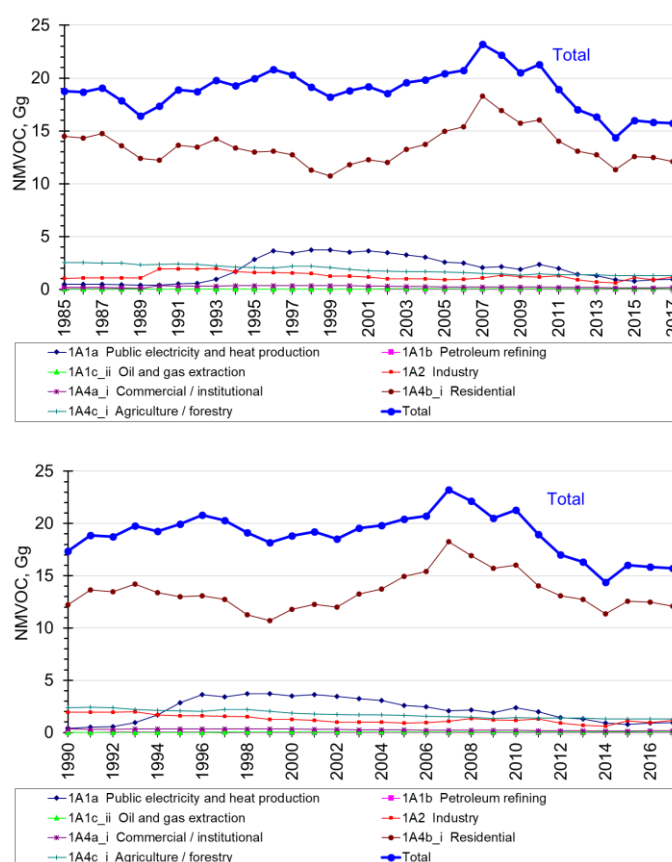 25
20
15
10
5
0
NMVOC, Gg
Total
1985 1987 1989 1991 1993 1995 1997 1999 2001 2003 2005 2007 2009 2011 2013 2015 2017
1A1a Public electricity and heat production 1A1b Petroleum refining
1A1c_ii Oil and gas extraction 1A2 Industry
1A4a_i Commercial / institutional 1A4b_i Residential
1A4c_i Agriculture / forestry Total
25
20
15
10
5
0
NMVOC, Gg
Total
1990 1992 1994 1996 1998 2000 2002 2004 2006 2008 2010 2012 2014 2016
1A1a Public electricity and heat production 1A1b Petroleum refining
1A1c_ii Oil and gas extraction 1A2 Industry
1A4a_i Commercial / institutional 1A4b_i Residential
1A4c_i Agriculture / forestry Total